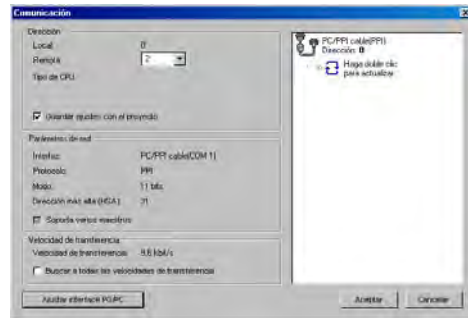 Comunicación
Dirección
Local: 0
Remota: 2
Tipo de CPU:
Guardar ajustes con el proyecto
Parámetros de red
Interfaz: PC/PPI cable(COM 1)
Protocolo: PPI
Modo: 11 bits
Dirección más alta (HSA): 31
Soporta varios maestros
Velocidad de transferencia
Velocidad de transferencia: 9,6 kbit/s
Buscar a todas las velocidades de transferencia
Ajustar interface PG/PC
PC/PPI cable(PPI)
Dirección: 0
Haga doble clic
para actualizar
Aceptar
Cancelar